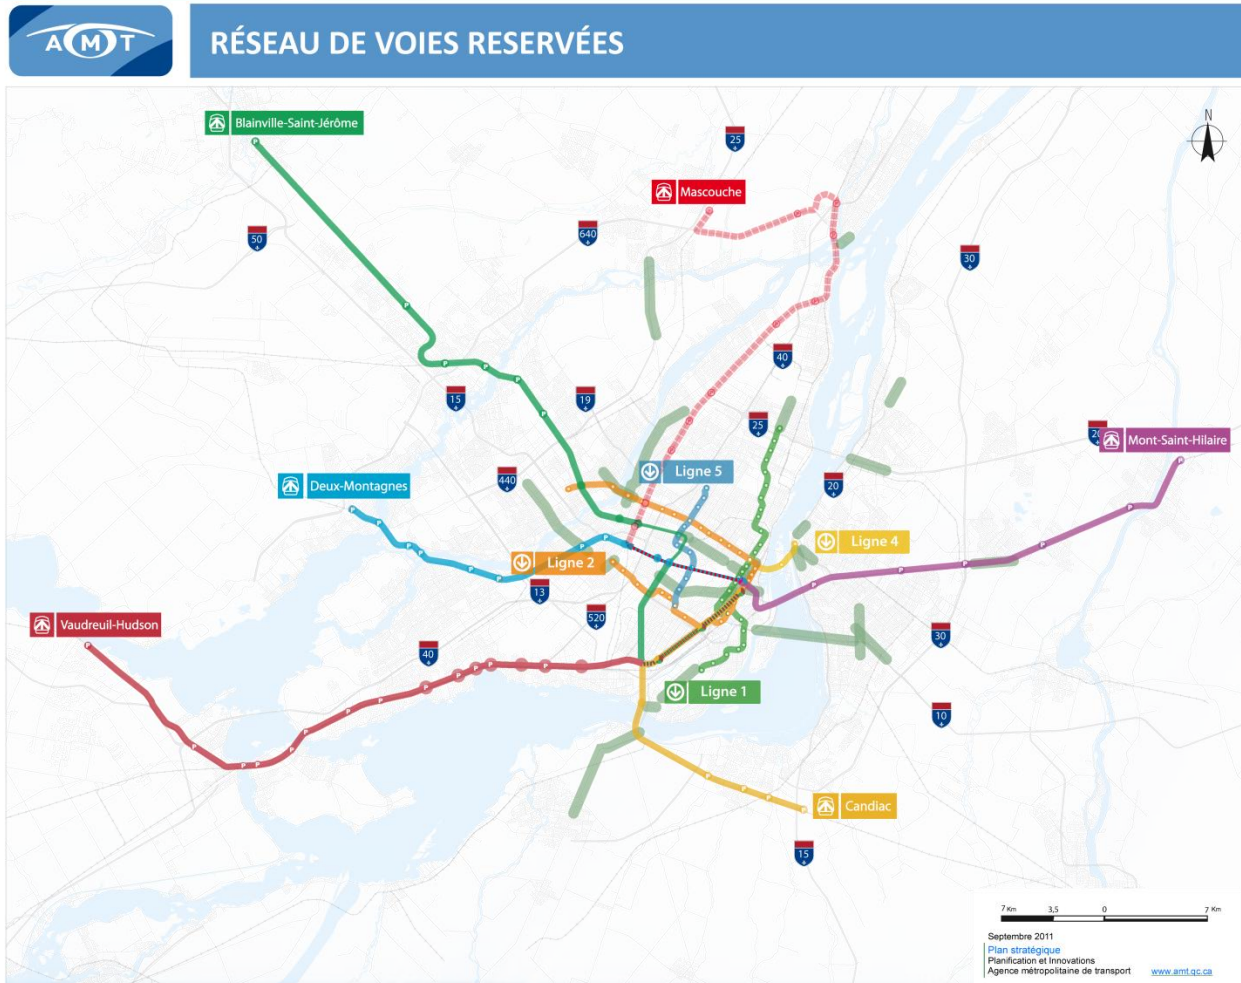 AMT
RÉSEAU DE VOIES RESERVÉES
Blainville-Saint-Jérôme
N
25
Mascouche
50
640
30
40
15
19
25
20
Mont-Saint-Hilaire
Ligne 5
Deux-Montagnes
440
20
Ligne 4
Ligne 2
13
520
Vaudreuil-Hudson
30
40
Ligne 1
10
Candiac
15
7 Km 3,5 0 7 Km
Septembre 2011
Plan stratégique
Planification et Innovations
Agence métropolitaine de transport www.amt.qc.ca